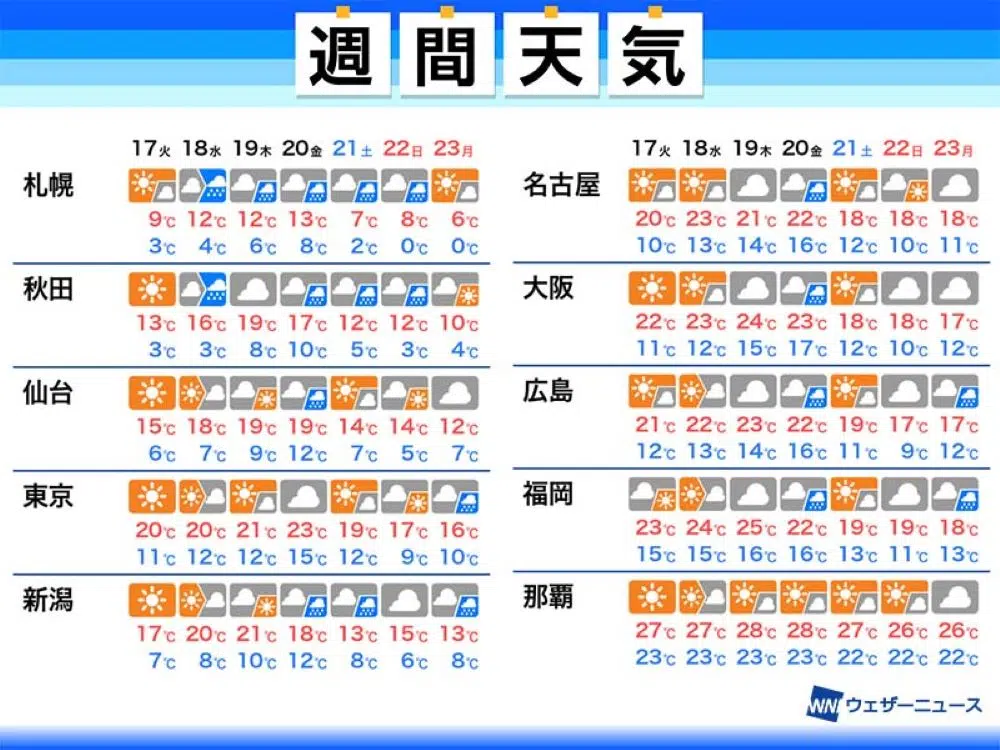 週間天気
17火 18水 19木 20金 21土 22日 23月
札幌
9℃ 12℃ 12℃ 13℃ 7℃ 8℃ 6℃
3℃ 4℃ 6℃ 8℃ 2℃ 0℃ 0℃
秋田
13℃ 16℃ 19℃ 17℃ 12℃ 12℃ 10℃
3℃ 3℃ 8℃ 10℃ 5℃ 3℃ 4℃
仙台
15℃ 18℃ 19℃ 19℃ 14℃ 14℃ 12℃
6℃ 7℃ 9℃ 12℃ 7℃ 5℃ 7℃
東京
20℃ 20℃ 21℃ 23℃ 19℃ 17℃ 16℃
11℃ 12℃ 12℃ 15℃ 12℃ 9℃ 10℃
新潟
17℃ 20℃ 21℃ 18℃ 13℃ 15℃ 13℃
7℃ 8℃ 10℃ 12℃ 8℃ 6℃ 8℃
17火 18水 19木 20金 21土 22日 23月
名古屋
20℃ 23℃ 21℃ 22℃ 18℃ 18℃ 18℃
10℃ 13℃ 14℃ 16℃ 12℃ 10℃ 11℃
大阪
22℃ 23℃ 24℃ 23℃ 18℃ 18℃ 17℃
11℃ 12℃ 15℃ 17℃ 12℃ 10℃ 12℃
広島
21℃ 22℃ 23℃ 22℃ 19℃ 17℃ 17℃
12℃ 13℃ 14℃ 16℃ 11℃ 9℃ 12℃
福岡
23℃ 24℃ 25℃ 22℃ 19℃ 19℃ 18℃
15℃ 15℃ 16℃ 16℃ 13℃ 11℃ 13℃
那覇
27℃ 27℃ 28℃ 28℃ 27℃ 26℃ 26℃
23℃ 23℃ 23℃ 23℃ 22℃ 22℃ 22℃
WNI ウェザーニュース